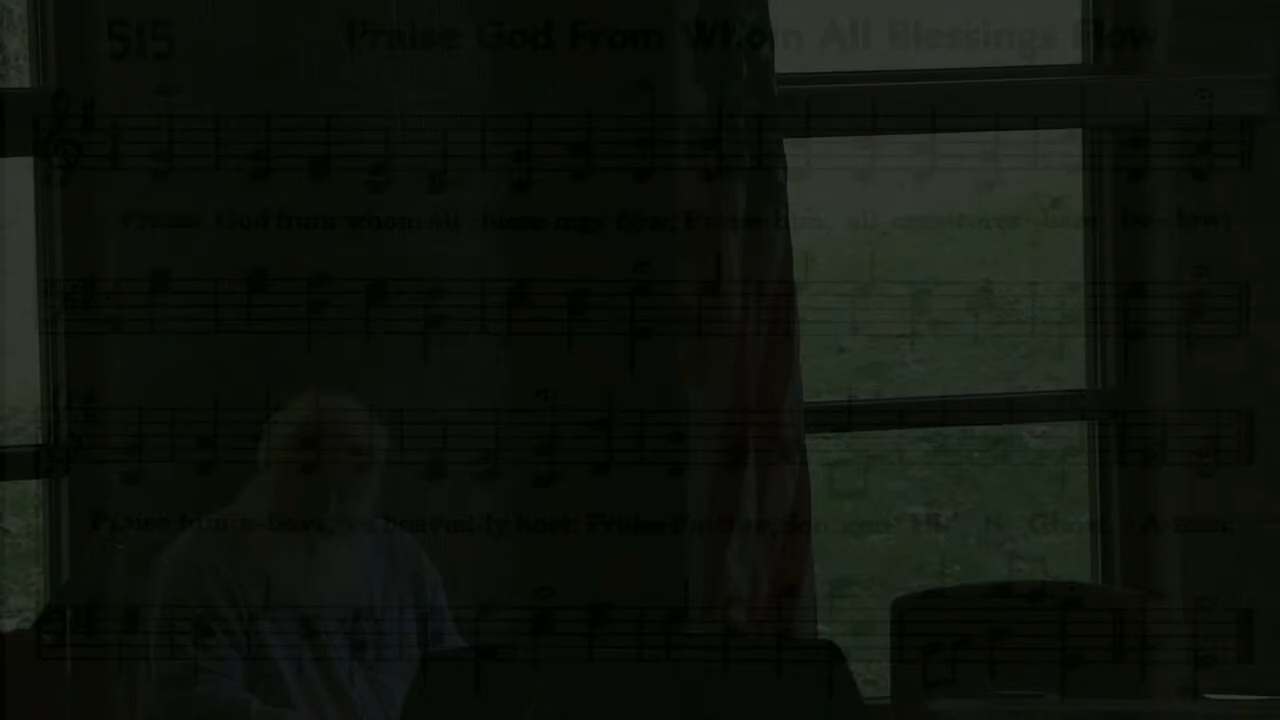 515 Praise God From Whom All Blessings Flow
Praise God from whom all bless-ings flow; Praise him, all crea-tures here be-low;
Praise him a-bove, ye heaven-ly host: Praise Fa-ther, Son, and Ho-ly Ghost. A-men.